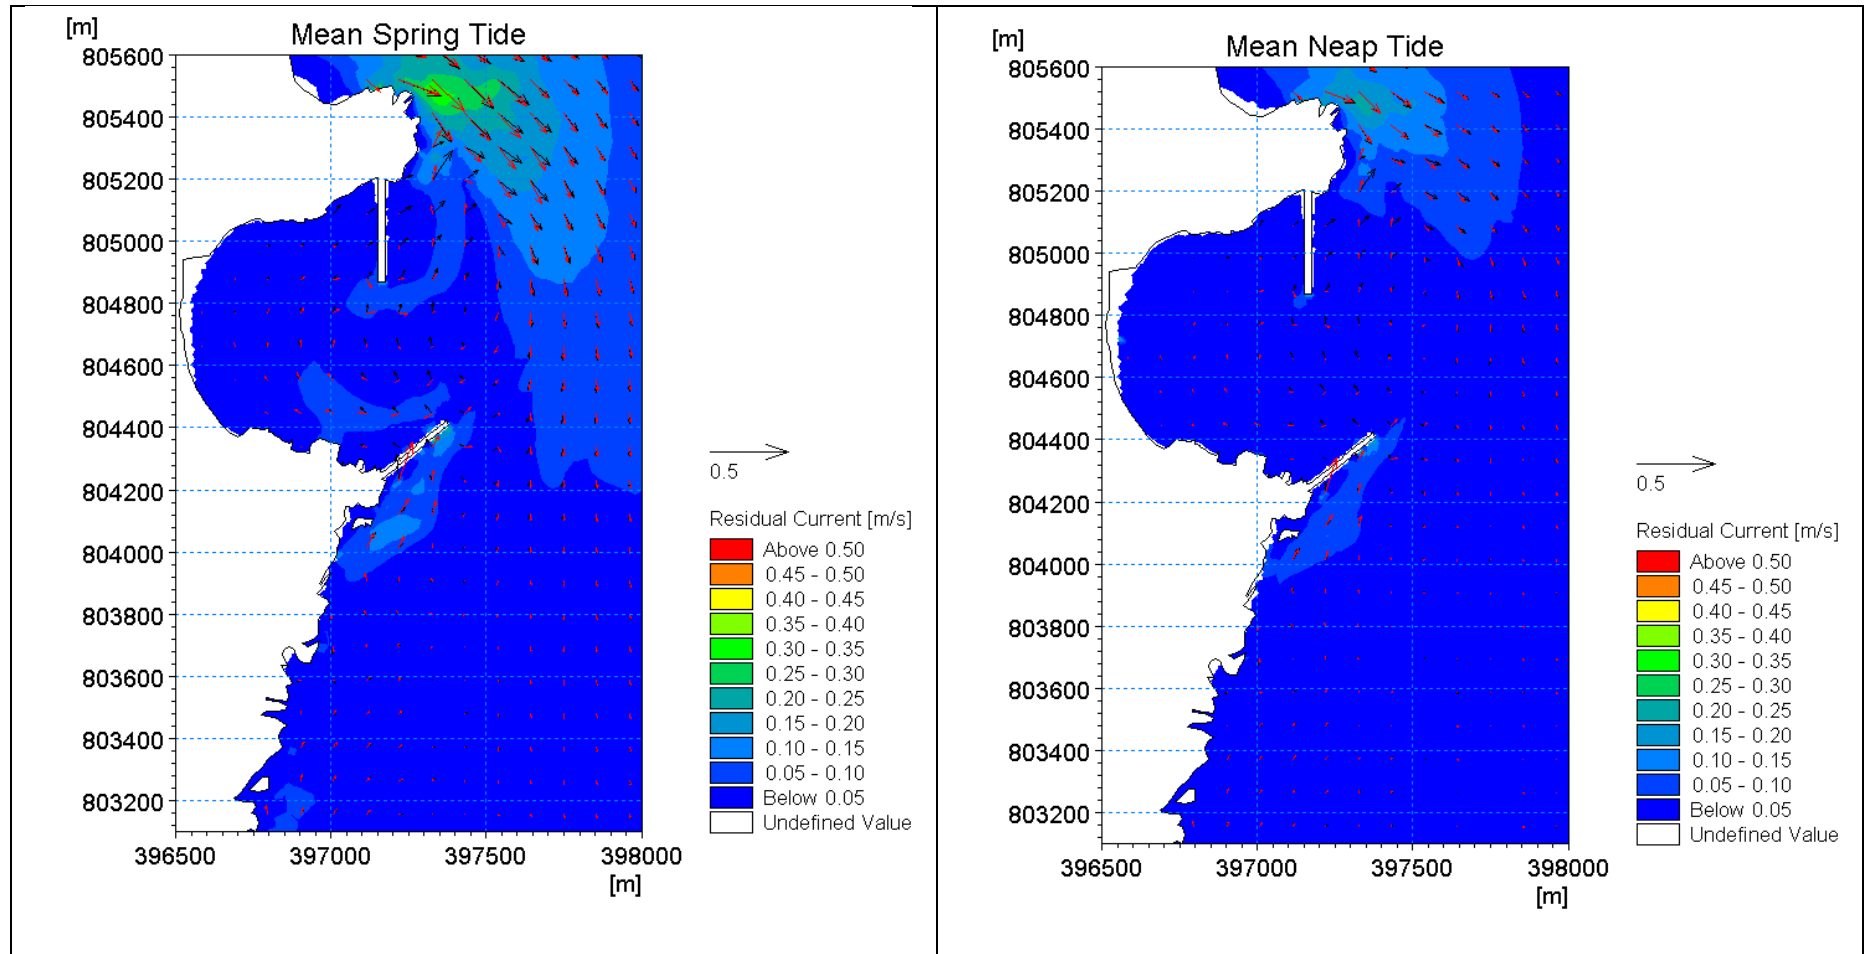 [m]
Mean Spring Tide
805600
805400
805200
805000
804800
804600
804400
804200
804000
803800
803600
803400
803200
396500 397000 397500 398000
[m]
0.5
Residual Current [m/s]
Above 0.50
0.45 - 0.50
0.40 - 0.45
0.35 - 0.40
0.30 - 0.35
0.25 - 0.30
0.20 - 0.25
0.15 - 0.20
0.10 - 0.15
0.05 - 0.10
Below 0.05
Undefined Value
[m]
Mean Neap Tide
805600
805400
805200
805000
804800
804600
804400
804200
804000
803800
803600
803400
803200
396500 397000 397500 398000
[m]
0.5
Residual Current [m/s]
Above 0.50
0.45 - 0.50
0.40 - 0.45
0.35 - 0.40
0.30 - 0.35
0.25 - 0.30
0.20 - 0.25
0.15 - 0.20
0.10 - 0.15
0.05 - 0.10
Below 0.05
Undefined Value